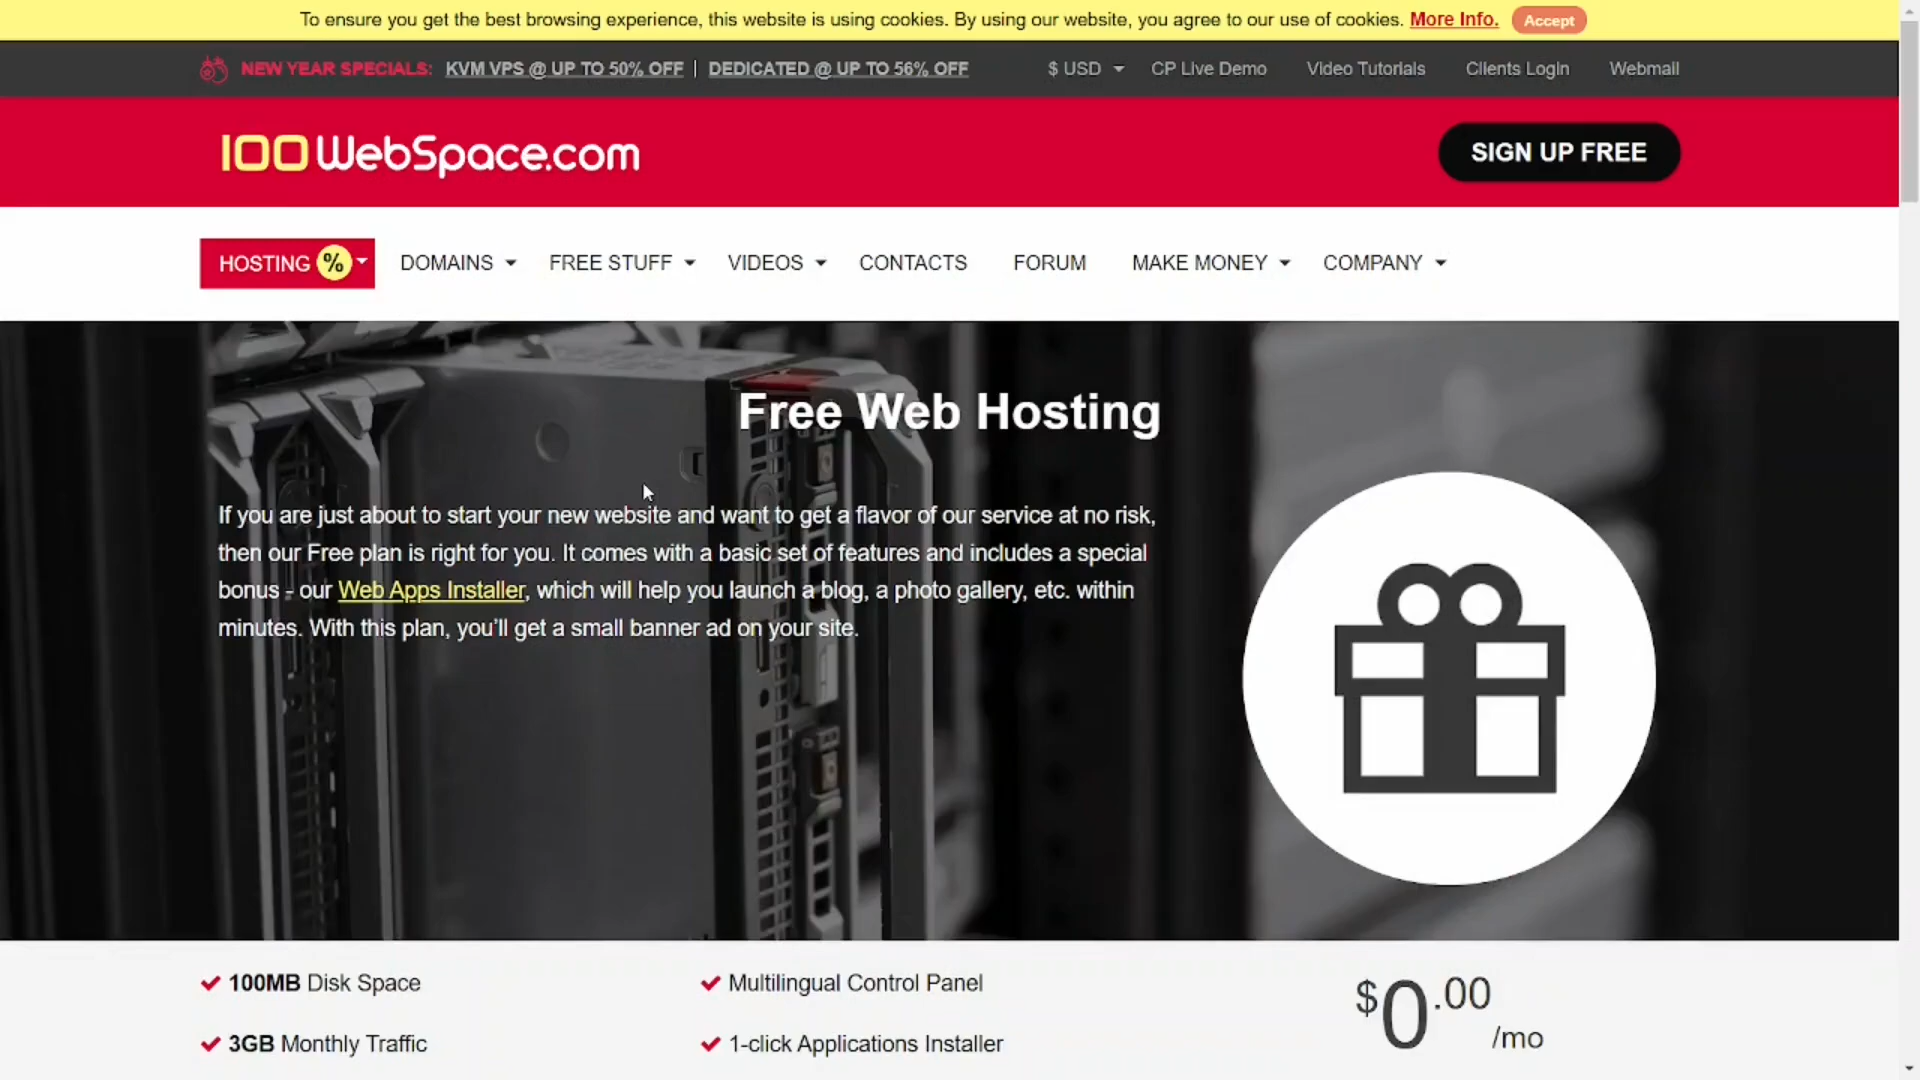 To ensure you get the best browsing experience, this website is using cookies. By using our website, you agree to our use of cookies. More Info. Accept
NEW YEAR SPECIALS: KVM VPS @ UP TO 50% OFF | DEDICATED @ UP TO 56% OFF $ USD CP Live Demo Video Tutorials Clients Login Webmail
100WebSpace.com SIGN UP FREE
HOSTING % DOMAINS FREE STUFF VIDEOS CONTACTS FORUM MAKE MONEY COMPANY
Free Web Hosting
If you are just about to start your new website and want to get a flavor of our service at no risk,
then our Free plan is right for you. It comes with a basic set of features and includes a special
bonus - our Web Apps Installer, which will help you launch a blog, a photo gallery, etc. within
minutes. With this plan, you’ll get a small banner ad on your site.
100MB Disk Space Multilingual Control Panel
3GB Monthly Traffic 1-click Applications Installer
$0.00 /mo